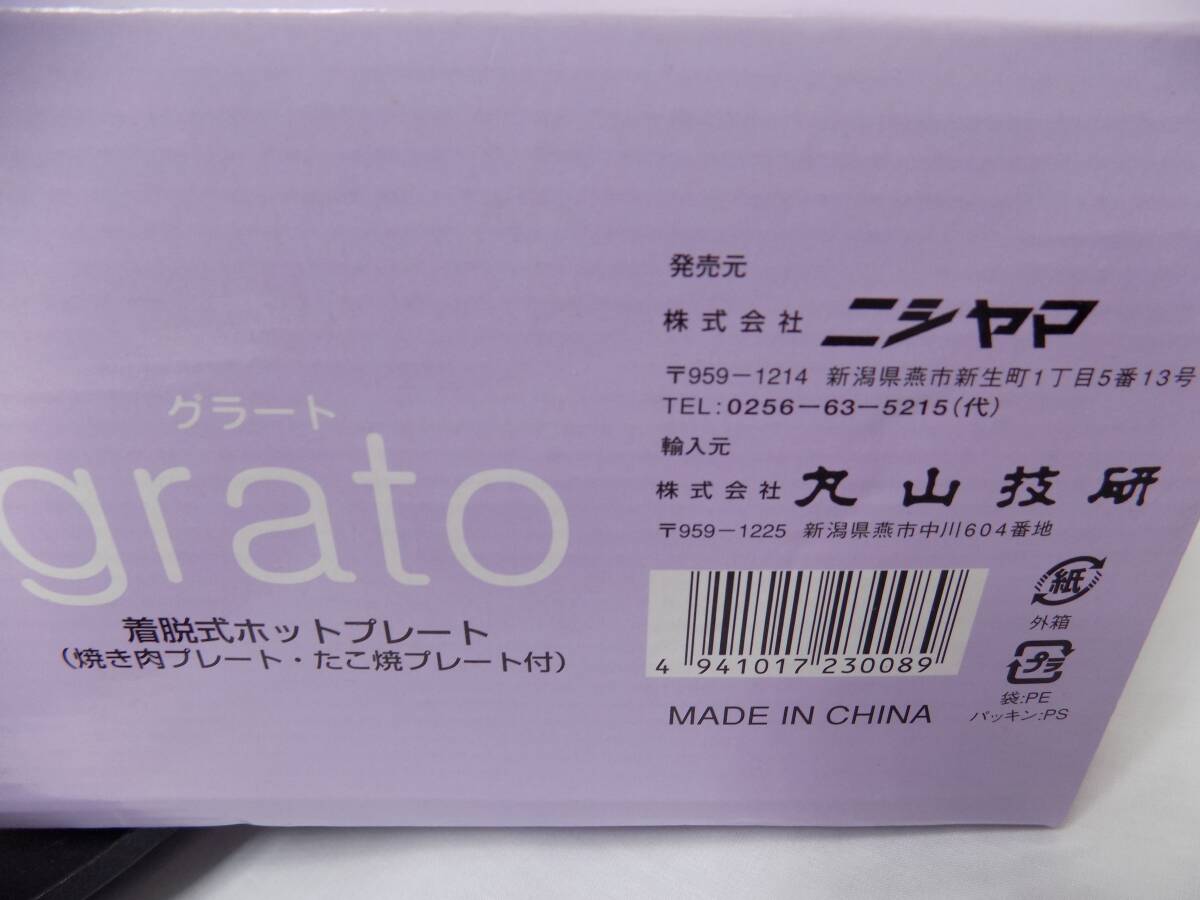 グラート
grato
着脱式ホットプレート
(焼き肉プレート・たこ焼プレート付)
発売元
株式会社 ニシヤマ
〒959-1214 新潟県燕市新生町1丁目5番13号
TEL:0256-63-5215(代)
輸入元
株式会社 丸山技研
〒959-1225 新潟県燕市中川604番地
4 941017 230089
MADE IN CHINA
紙
外箱
プラ
袋:PE
パッキン:PS